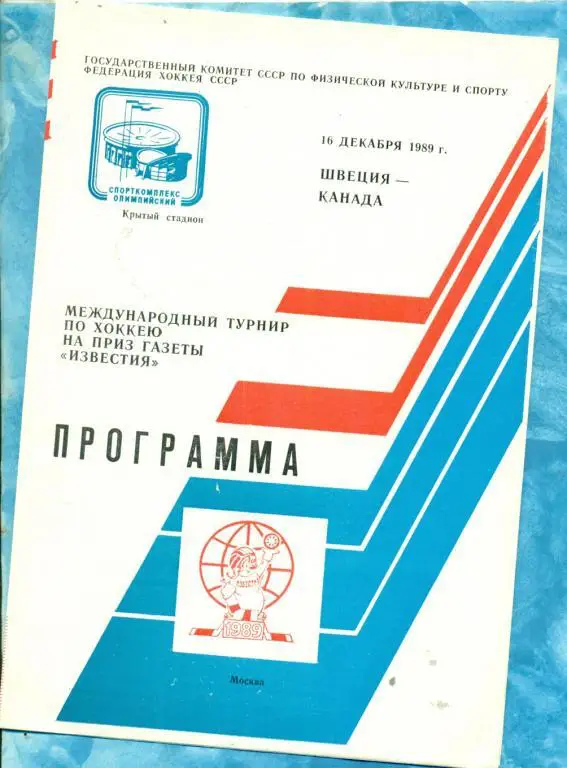 ГОСУДАРСТВЕННЫЙ КОМИТЕТ СССР ПО ФИЗИЧЕСКОЙ КУЛЬТУРЕ И СПОРТУ
ФЕДЕРАЦИЯ ХОККЕЯ СССР
СПОРТКОМПЛЕКС
ОЛИМПИЙСКИЙ
Крытый стадион
16 ДЕКАБРЯ 1989 г.
ШВЕЦИЯ —
КАНАДА
МЕЖДУНАРОДНЫЙ ТУРНИР
ПО ХОККЕЮ
НА ПРИЗ ГАЗЕТЫ
«ИЗВЕСТИЯ»
ПРОГРАММА
1989
Москва